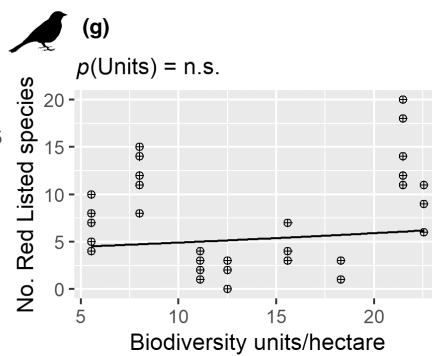 (g)
p(Units) = n.s.
No. Red Listed species
20
15
10
5
0
5
10
15
20
Biodiversity units/hectare